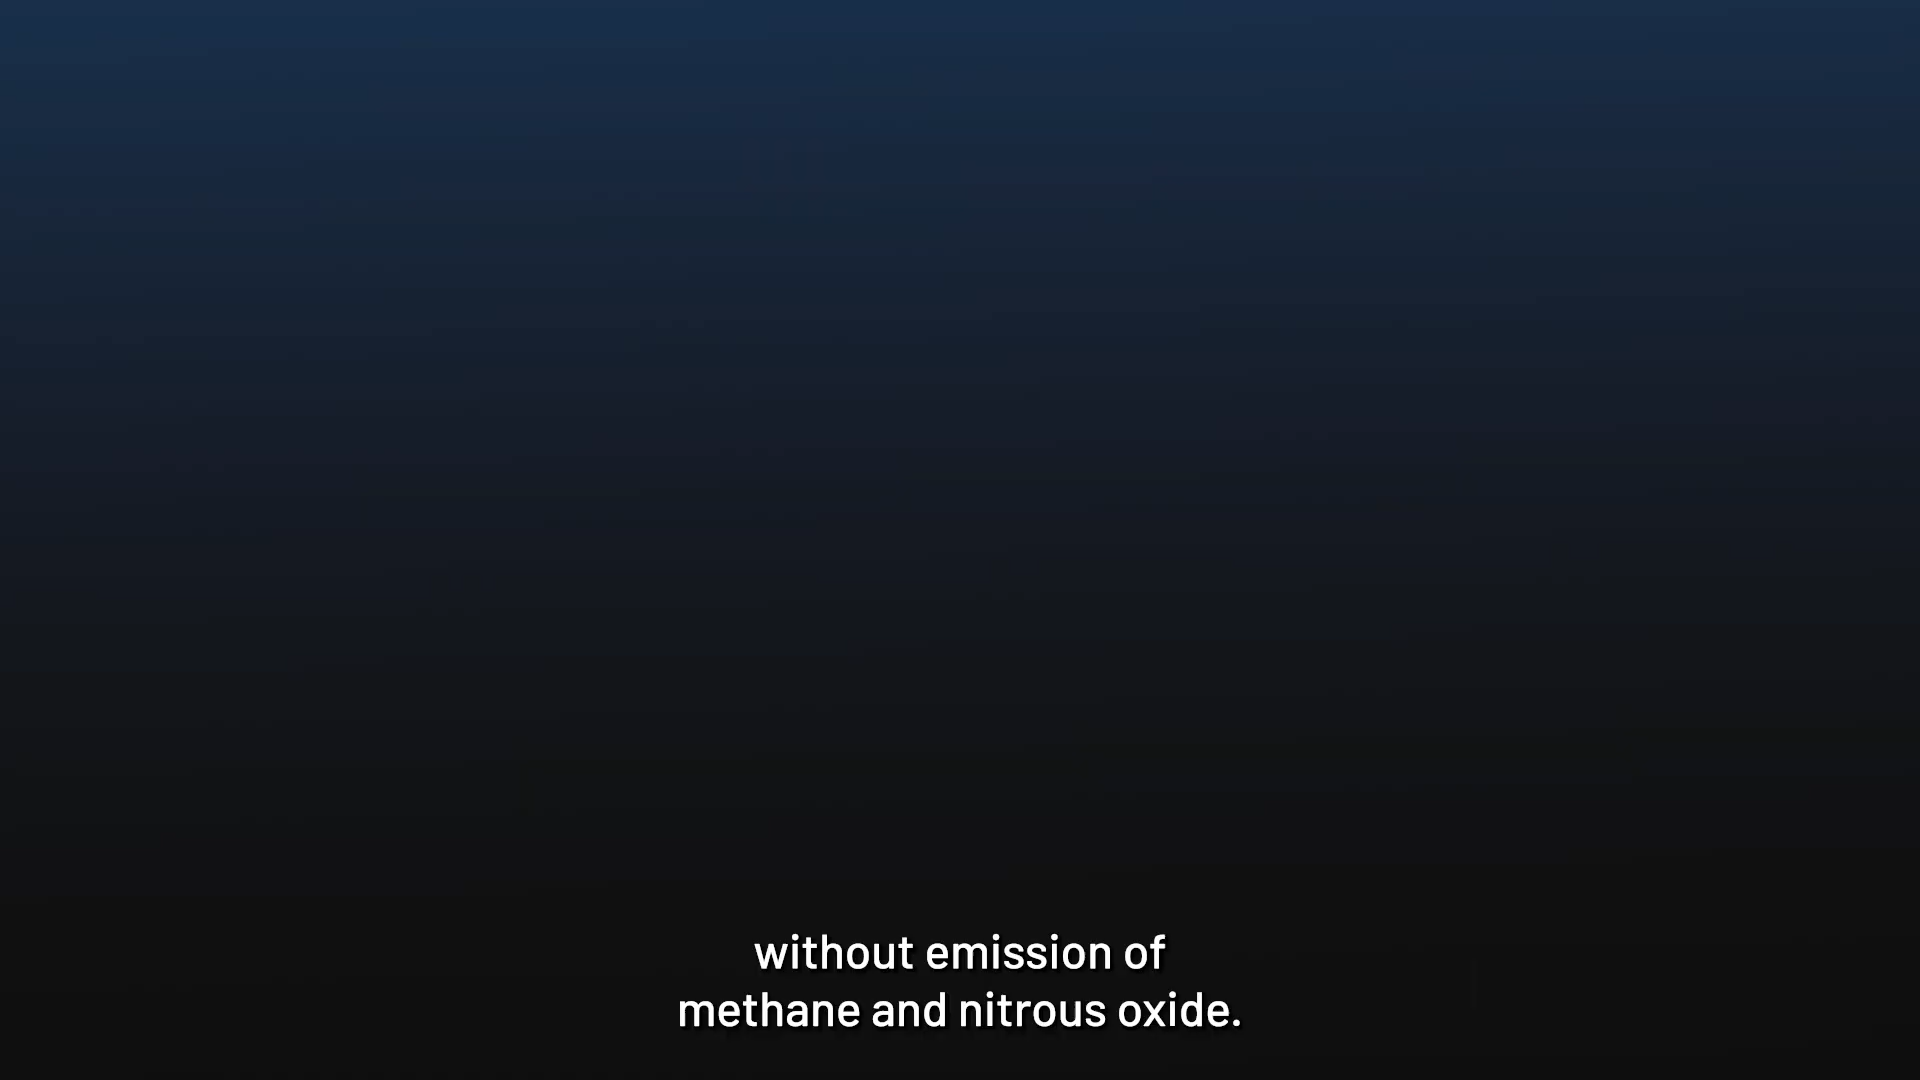 without emission of
methane and nitrous oxide.